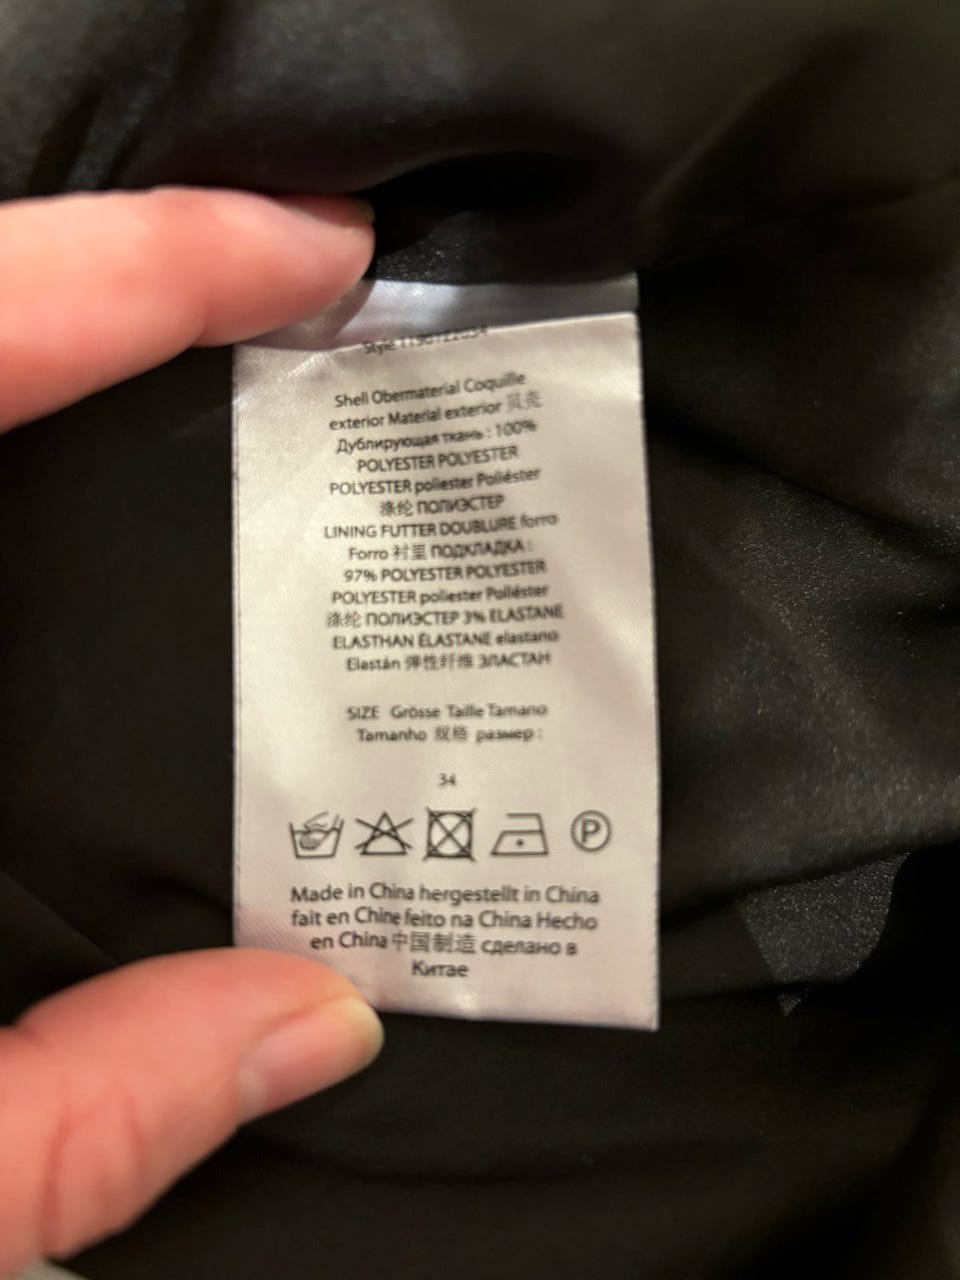 Style
Shell Obermaterial Coquille
exterior Material exterior 贝壳
Дублирующая ткань : 100%
POLYESTER POLYESTER
POLYESTER poliester Poliéster
涤纶 ПОЛИЭСТЕР
LINING FUTTER DOUBLURE forro
Forro 衬里 ПОДКЛАДКА :
97% POLYESTER POLYESTER
POLYESTER poliester Poliéster
涤纶 ПОЛИЭСТЕР 3% ELASTANE
ELASTHAN ÉLASTANE elastano
Elastán 弹性纤维 ЭЛАСТАН
SIZE Grösse Taille Tamano
Tamanho 规格 размер :
34
P
Made in China hergestellt in China
fait en Chine feito na China Hecho
en China 中国制造 сделано в
Китае